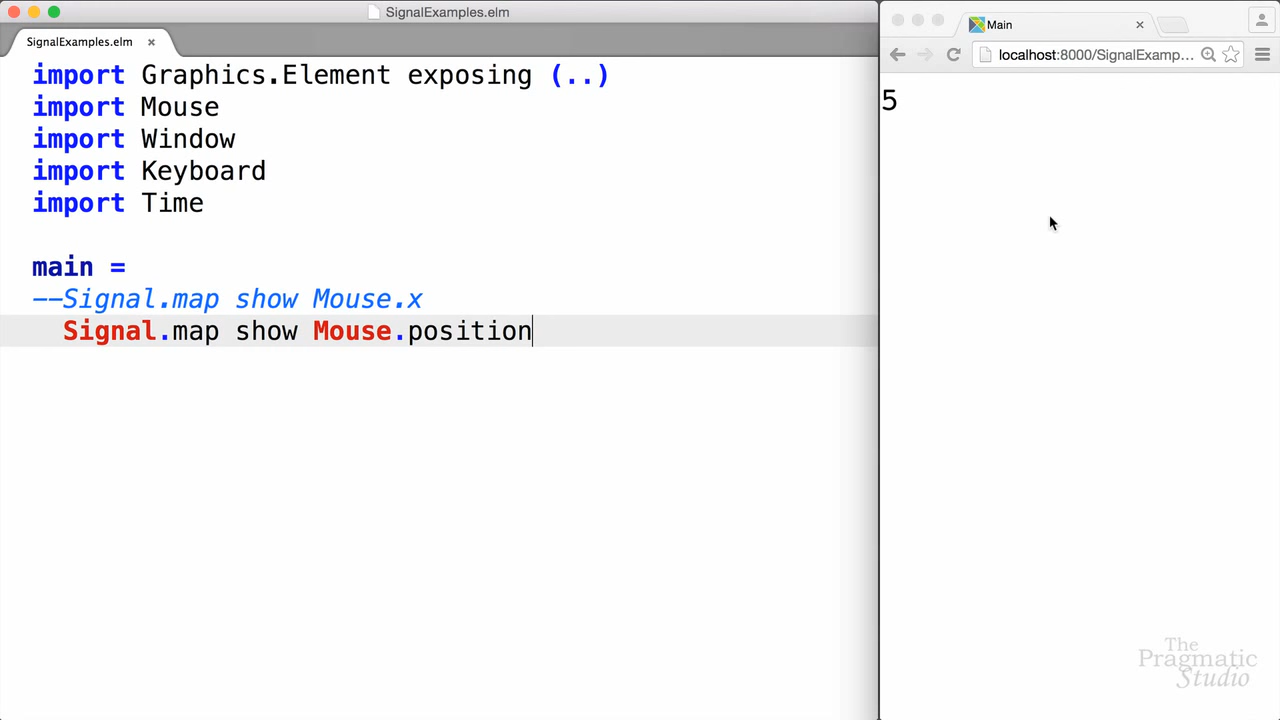 SignalExamples.elm
SignalExamples.elm
import Graphics.Element exposing (..)
import Mouse
import Window
import Keyboard
import Time
main =
--Signal.map show Mouse.x
Signal.map show Mouse.position
Main
localhost:8000/SignalExamp...
5
The
Pragmatic
Studio